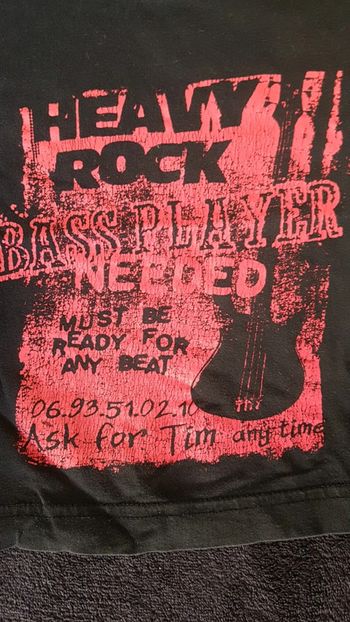 HEAVY
ROCK
BASS PLAYER
NEEDED
MUST BE
READY FOR
ANY BEAT
06.93.51.02.10
Ask for Tim any time